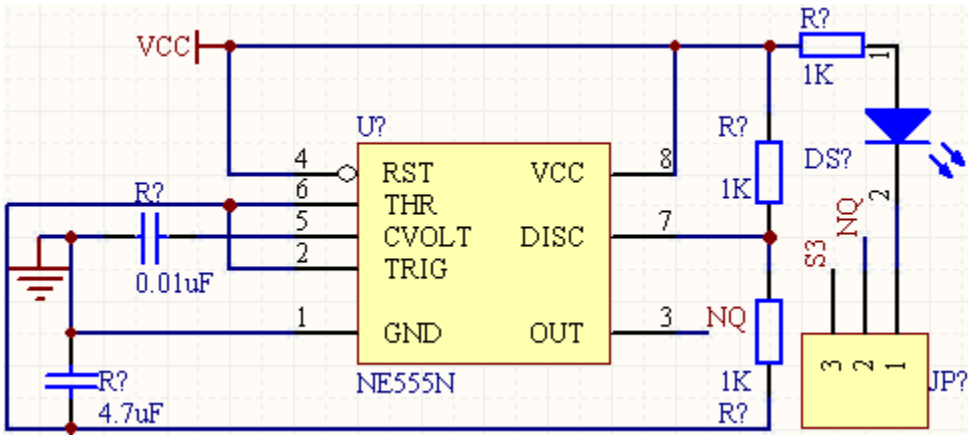 R?
VCC
1
1K
U?
R?
DS?
4
RST
VCC
8
1K
2
R?
6
THR
NQ
5
CVOLT
DISC
7
S3
2
TRIG
0.01uF
1
GND
OUT
3
NQ
3
2
1
R?
NE555N
1K
JP?
4.7uF
R?